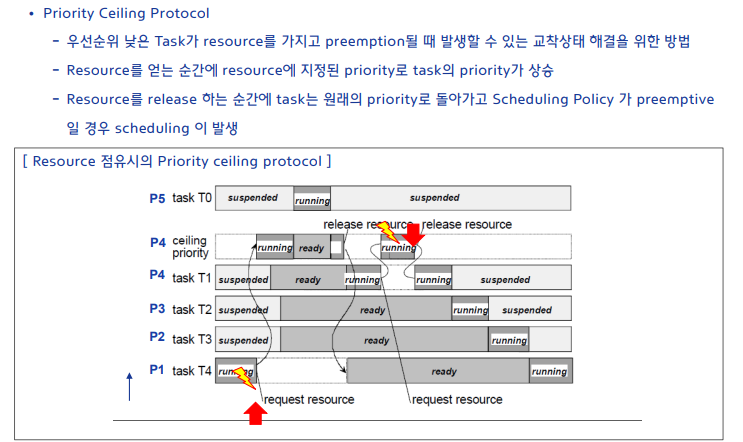 • Priority Ceiling Protocol
– 우선순위 낮은 Task가 resource를 가지고 preemption될 때 발생할 수 있는 교착상태 해결을 위한 방법
– Resource를 얻는 순간에 resource에 지정된 priority로 task의 priority가 상승
– Resource를 release 하는 순간에 task는 원래의 priority로 돌아가고 Scheduling Policy 가 preemptive
일 경우 scheduling 이 발생
[ Resource 점유시의 Priority ceiling protocol ]
P5 task T0 suspended running suspended
release resource release resource
P4 ceiling priority running ready running
P4 task T1 suspended ready running running suspended
P3 task T2 suspended ready running suspended
P2 task T3 suspended ready running
P1 task T4 running ready running
request resource request resource